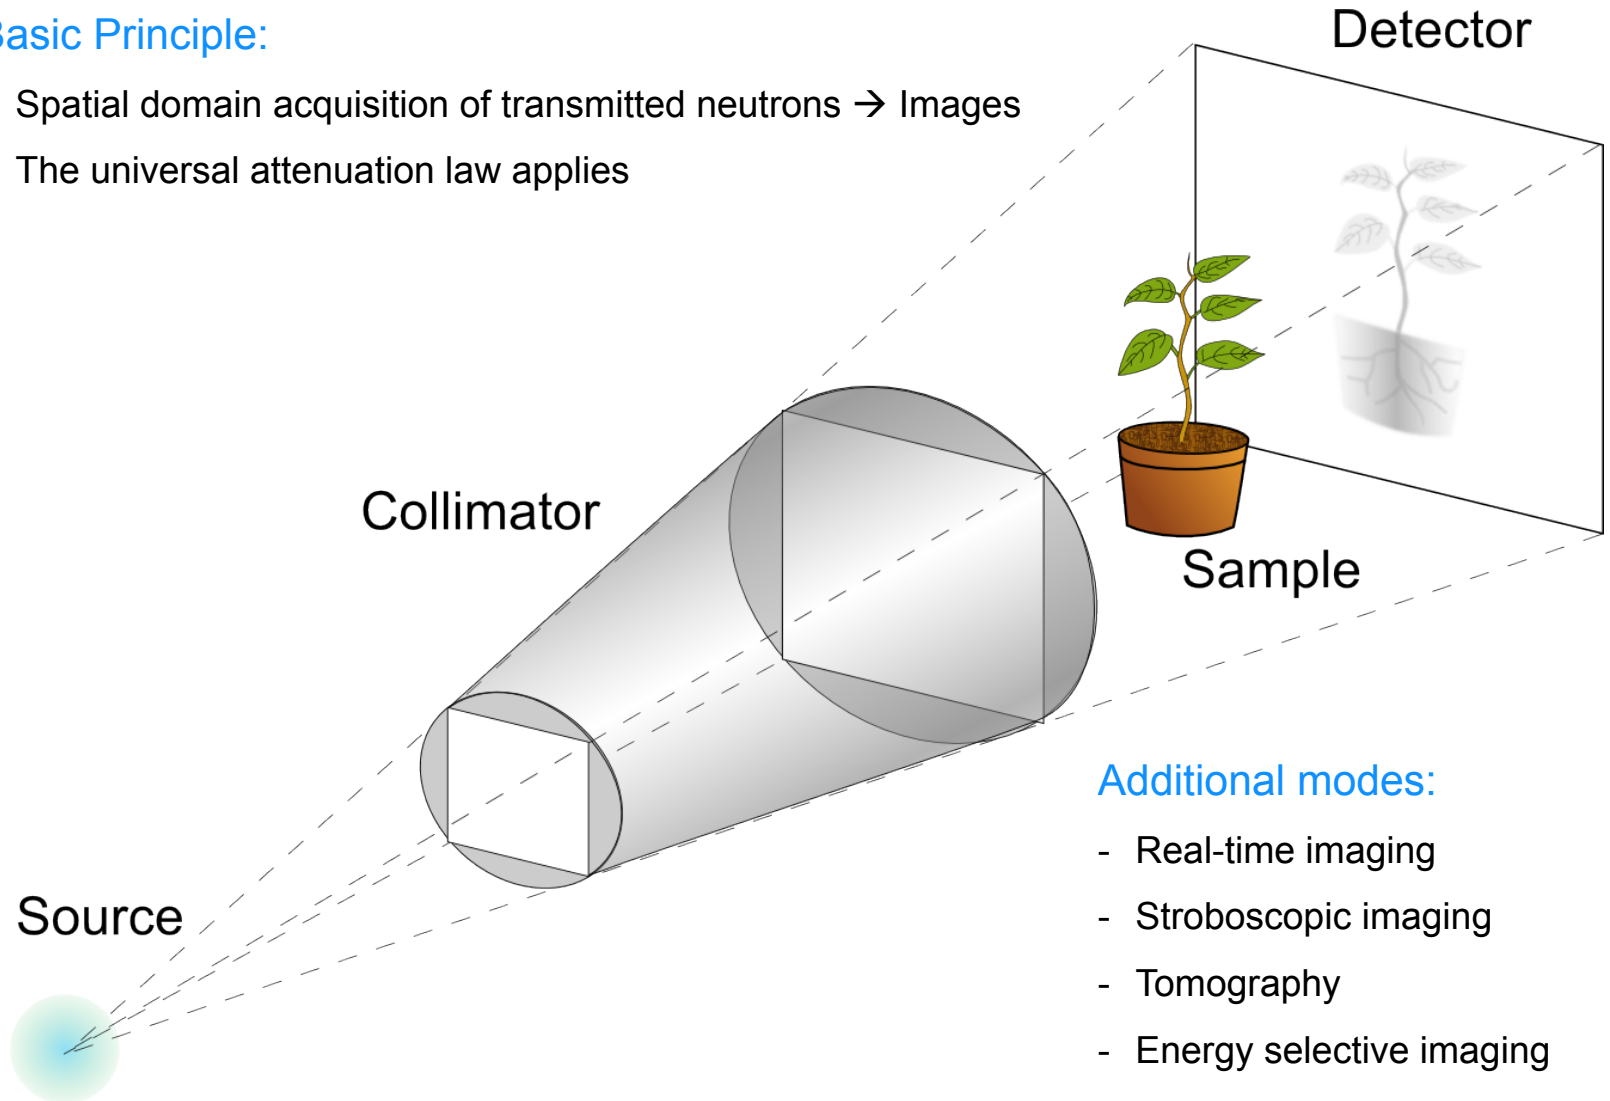 Basic Principle:
Detector
Spatial domain acquisition of transmitted neutrons → Images
The universal attenuation law applies
Collimator
Sample
Additional modes:
- Real-time imaging
Source
- Stroboscopic imaging
- Tomography
- Energy selective imaging